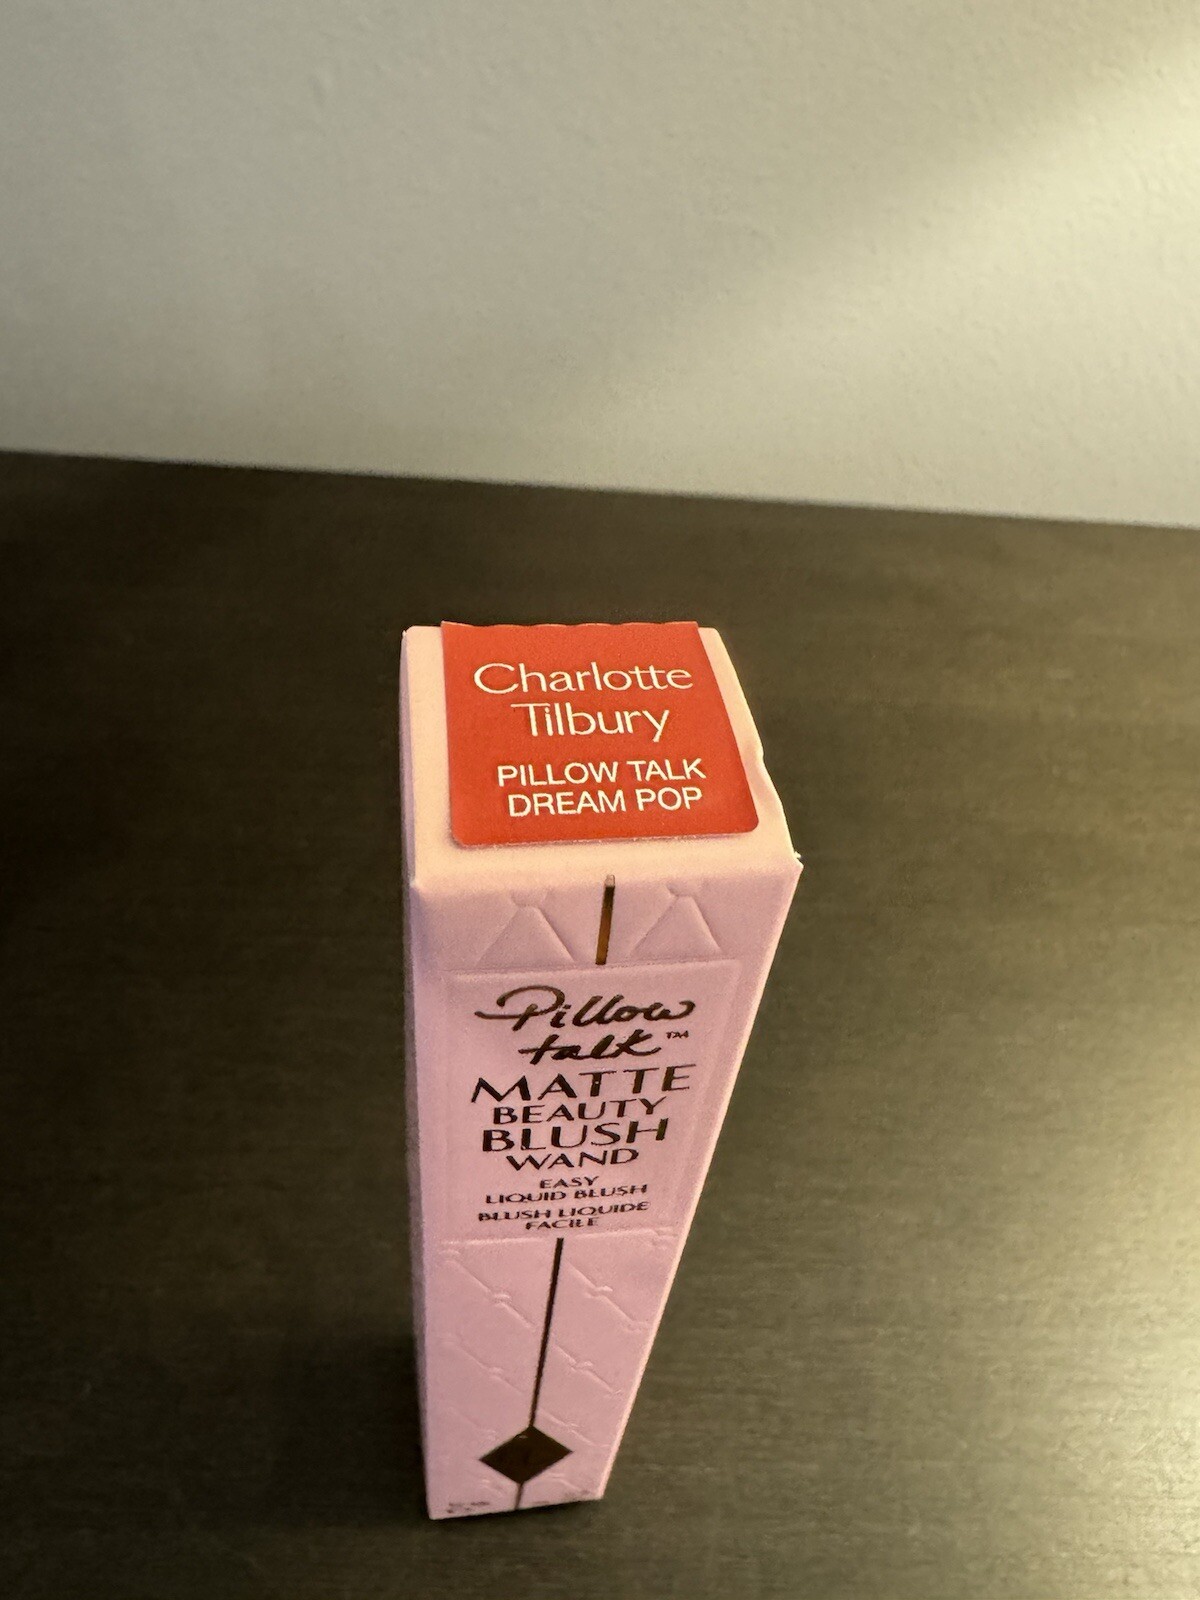 Charlotte
Tilbury
PILLOW TALK
DREAM POP
Pillow
talk™
MATTE
BEAUTY
BLUSH
WAND
EASY
LIQUID BLUSH
BLUSH LIQUIDE
FACILE